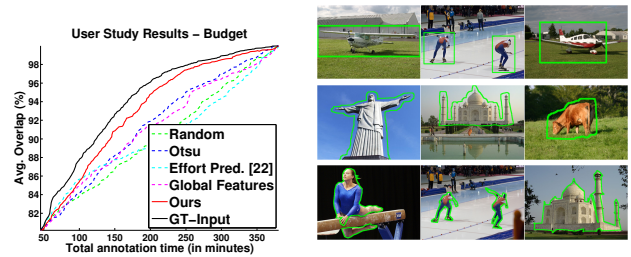 User Study Results − Budget
Avg. Overlap (%)
98
96
94
92
90
88
86
84
82
Random
Otsu
Effort Pred. [22]
Global Features
Ours
GT−Input
50 100 150 200 250 300 350
Total annotation time (in minutes)